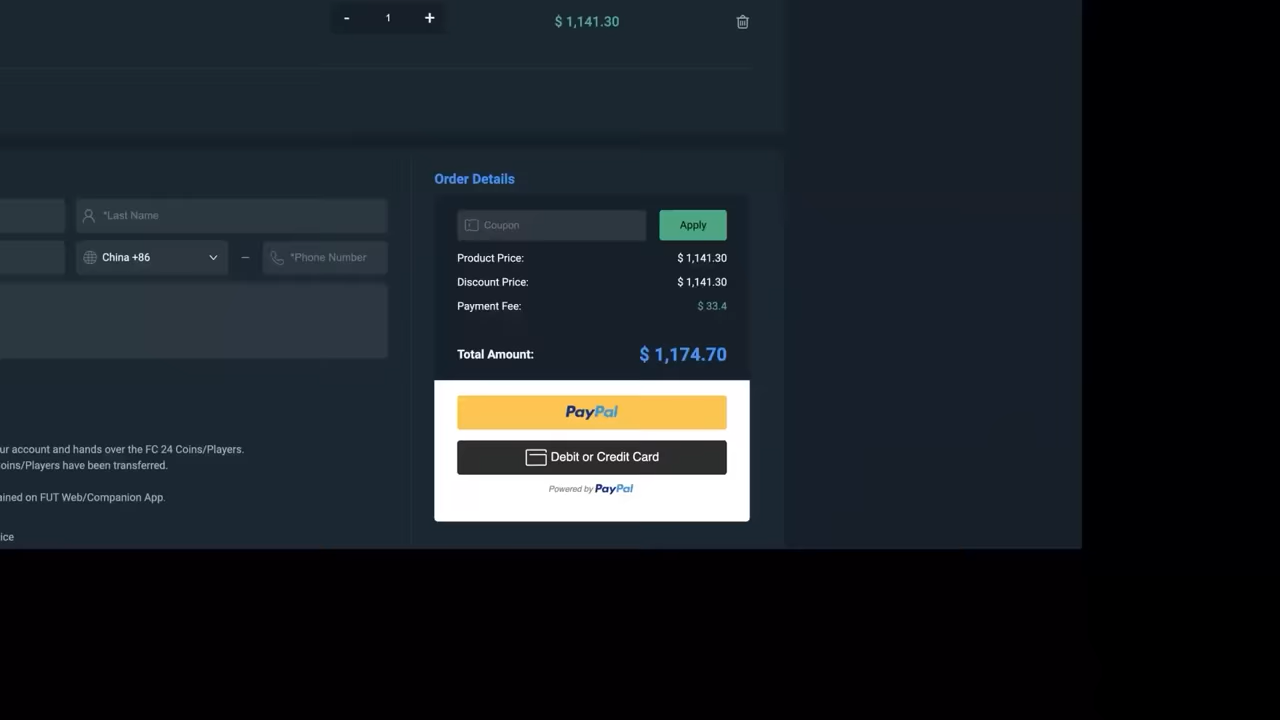 - 1 + $ 1,141.30
Order Details
*Last Name
Coupon Apply
China +86 – *Phone Number
Product Price: $ 1,141.30
Discount Price: $ 1,141.30
Payment Fee: $ 33.4
Total Amount: $ 1,174.70
PayPal
Debit or Credit Card
Powered by PayPal
ur account and hands over the FC 24 Coins/Players.
oins/Players have been transferred.
ained on FUT Web/Companion App.
ice